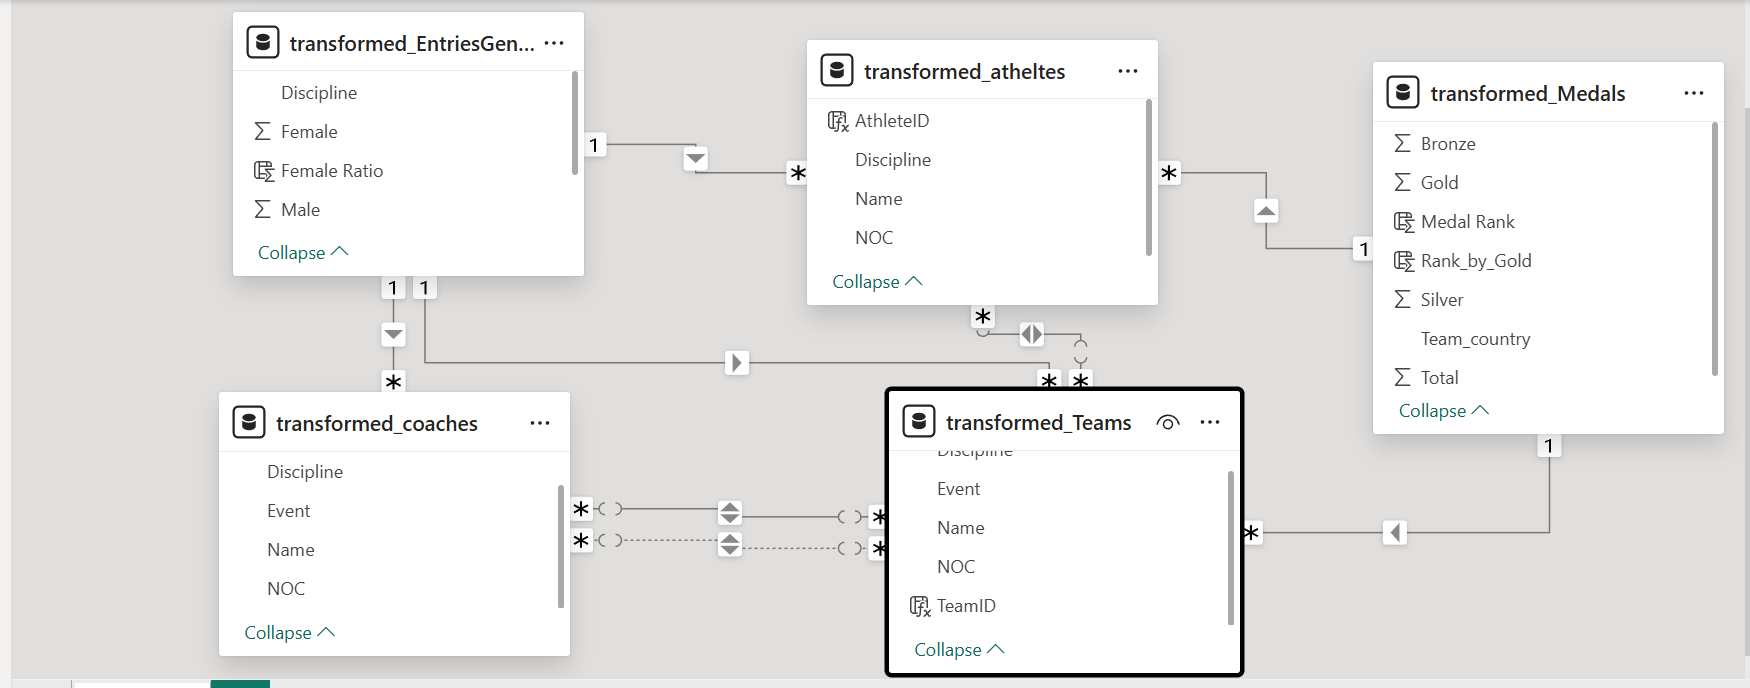 transformed_EntriesGen...
Discipline
Female
Female Ratio
Male
Collapse
transformed_atheltes
AthleteID
Discipline
Name
NOC
Collapse
transformed_Medals
Bronze
Gold
Medal Rank
Rank_by_Gold
Silver
Team_country
Total
Collapse
1
*
*
1
1
1
*
*
*
*
1
transformed_coaches
Discipline
Event
Name
NOC
Collapse
*
*
*
*
transformed_Teams
Discipline
Event
Name
NOC
TeamID
Collapse
*